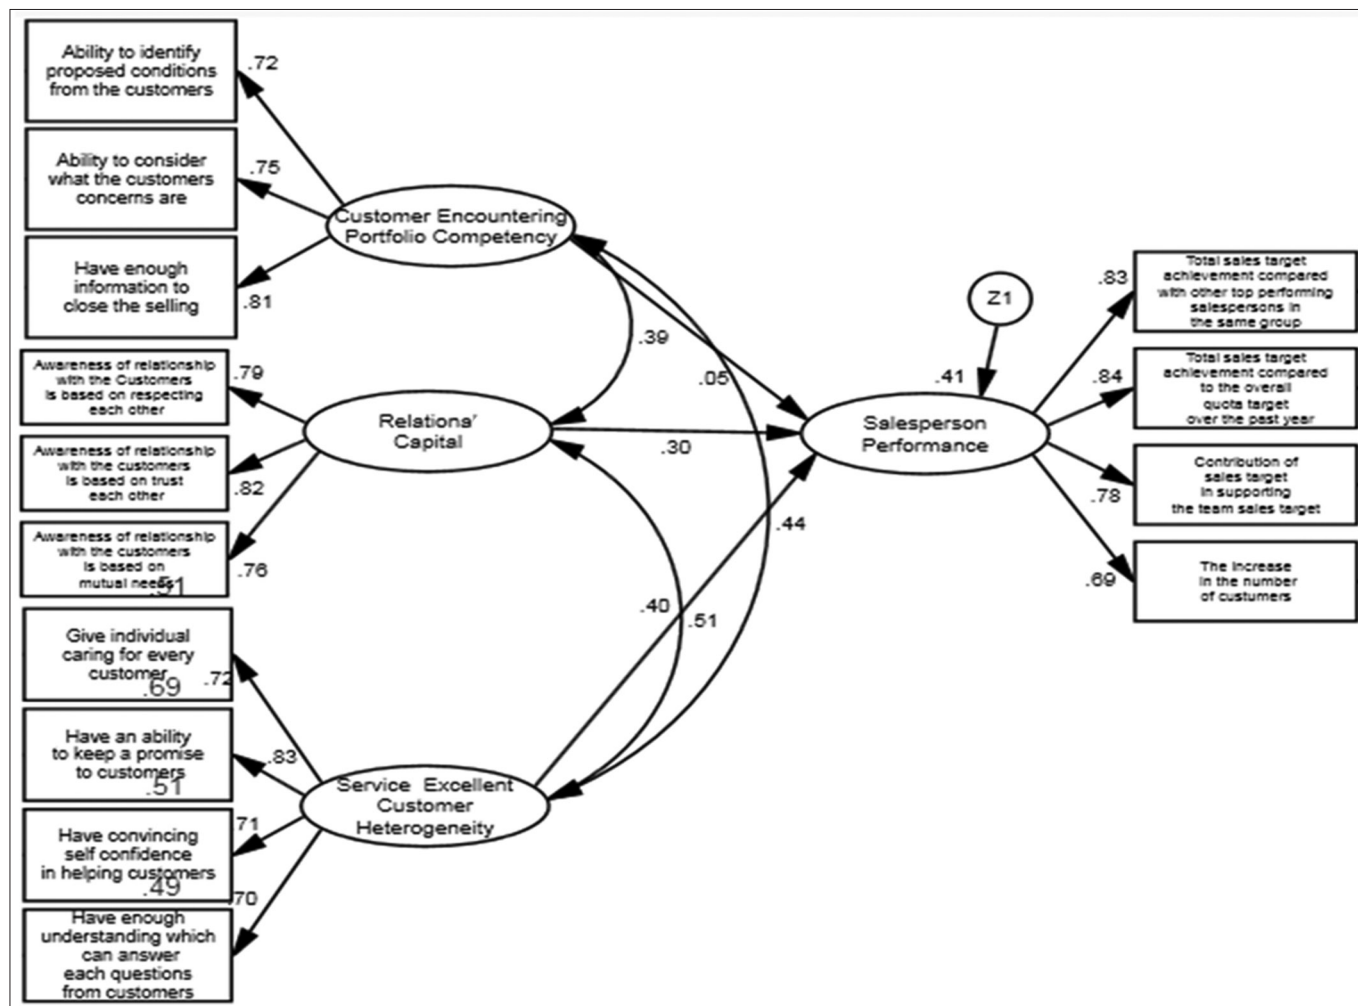 Ability to identify
proposed conditions
from the customers
.72
Ability to consider
what the customers
concerns are
.75
Have enough
information to
close the selling
.81
Customer Encountering
Portfolio Competency
Awareness of relationship
with the Customers
is based on respecting
each other
.79
Awareness of relationship
with the customers
is based on trust
each other
.82
Awareness of relationship
with the customers
is based on
mutual needs
.51
.76
Relational
Capital
Give individual
caring for every
customer
.69
.72
Have an ability
to keep a promise
to customers
.51
.83
Have convincing
self confidence
in helping customers
.49
.71
Have enough
understanding which
can answer
each questions
from customers
.70
Service Excellent
Customer
Heterogeneity
.39
.05
.30
.44
.40
.51
Z1
.41
Salesperson
Performance
.83
Total sales target
achievement compared
with other top performing
salespersons in
the same group
.84
Total sales target
achievement compared
to the overall
quota target
over the past year
.78
Contribution of
sales target
in supporting
the team sales target
.69
The increase
in the number
of custumers